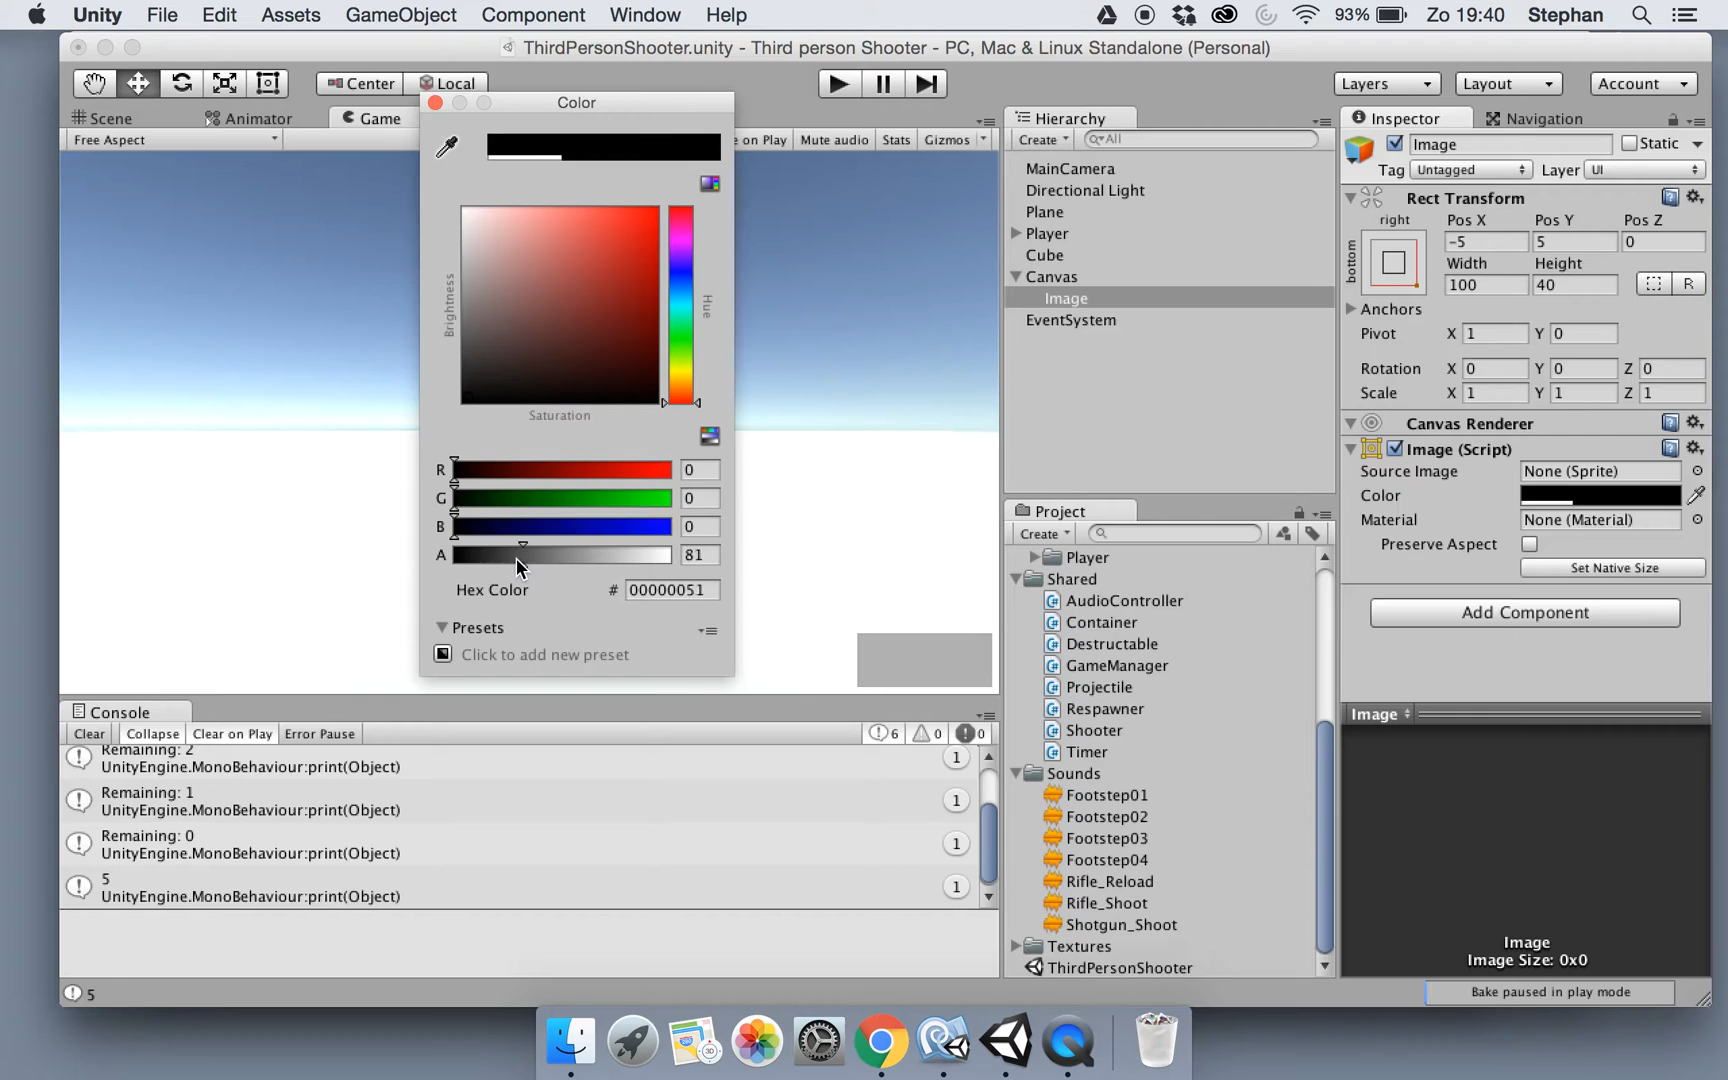 Unity File Edit Assets GameObject Component Window Help 93% Zo 19:40 Stephan
ThirdPersonShooter.unity - Third person Shooter - PC, Mac & Linux Standalone (Personal)
Center Local Layers Layout Account
Scene Animator Game
Free Aspect
e on Play Mute audio Stats Gizmos
Color
Brightness
Hue
Saturation
R 0
G 0
B 0
A 81
Hex Color # 00000051
Presets
Click to add new preset
Console
Clear Collapse Clear on Play Error Pause 6 0 0
Remaining: 2
UnityEngine.MonoBehaviour:print(Object) 1
Remaining: 1
UnityEngine.MonoBehaviour:print(Object) 1
Remaining: 0
UnityEngine.MonoBehaviour:print(Object) 1
5
UnityEngine.MonoBehaviour:print(Object) 1
5
Hierarchy
Create All
MainCamera
Directional Light
Plane
Player
Cube
Canvas
Image
EventSystem
Project
Create
Player
Shared
AudioController
Container
Destructable
GameManager
Projectile
Respawner
Shooter
Timer
Sounds
Footstep01
Footstep02
Footstep03
Footstep04
Rifle_Reload
Rifle_Shoot
Shotgun_Shoot
Textures
ThirdPersonShooter
Inspector Navigation
Image Static
Tag Untagged Layer UI
Rect Transform
right Pos X Pos Y Pos Z
bottom -5 5 0
Width Height
100 40 R
Anchors
Pivot X 1 Y 0
Rotation X 0 Y 0 Z 0
Scale X 1 Y 1 Z 1
Canvas Renderer
Image (Script)
Source Image None (Sprite)
Color
Material None (Material)
Preserve Aspect
Set Native Size
Add Component
Image
Image
Image Size: 0x0
Bake paused in play mode